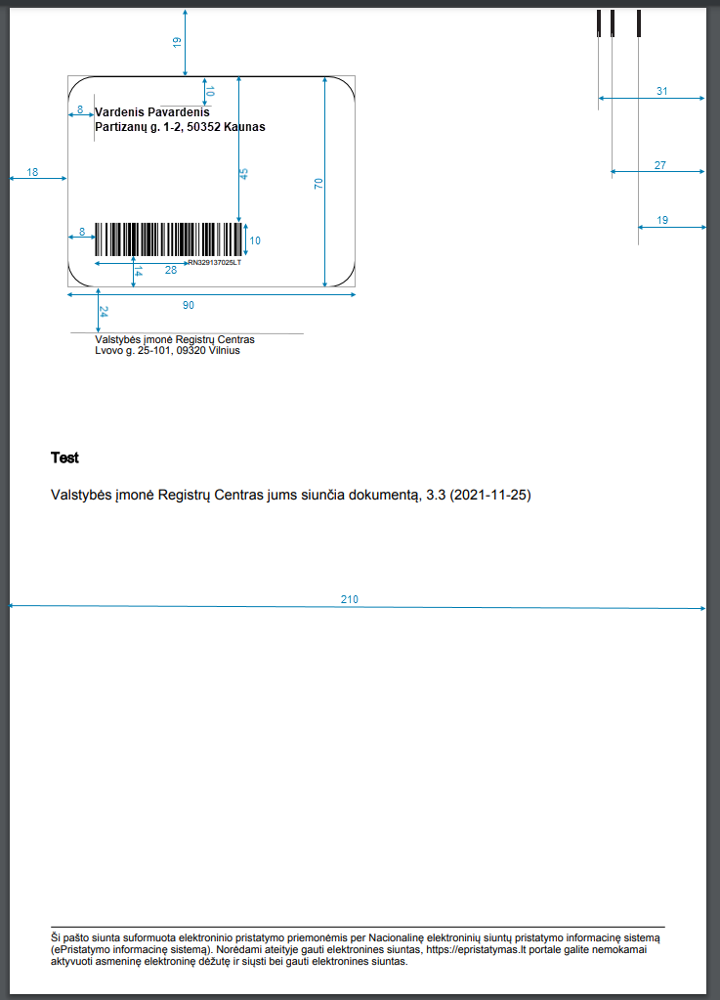 19
10
31
8
Vardenis Pavardenis
Partizanų g. 1-2, 50352 Kaunas
27
18
45
70
19
8
10
RN329137025LT
28
14
90
24
Valstybės įmonė Registrų Centras
Lvovo g. 25-101, 09320 Vilnius
Test
Valstybės įmonė Registrų Centras jums siunčia dokumentą, 3.3 (2021-11-25)
210
Ši pašto siunta suformuota elektroninio pristatymo priemonėmis per Nacionalinę elektroninių siuntų pristatymo informacinę sistemą
(ePristatymo informacinę sistemą). Norėdami ateityje gauti elektronines siuntas, https://epristatymas.lt portale galite nemokamai
aktyvuoti asmeninę elektroninę dėžutę ir siųsti bei gauti elektronines siuntas.